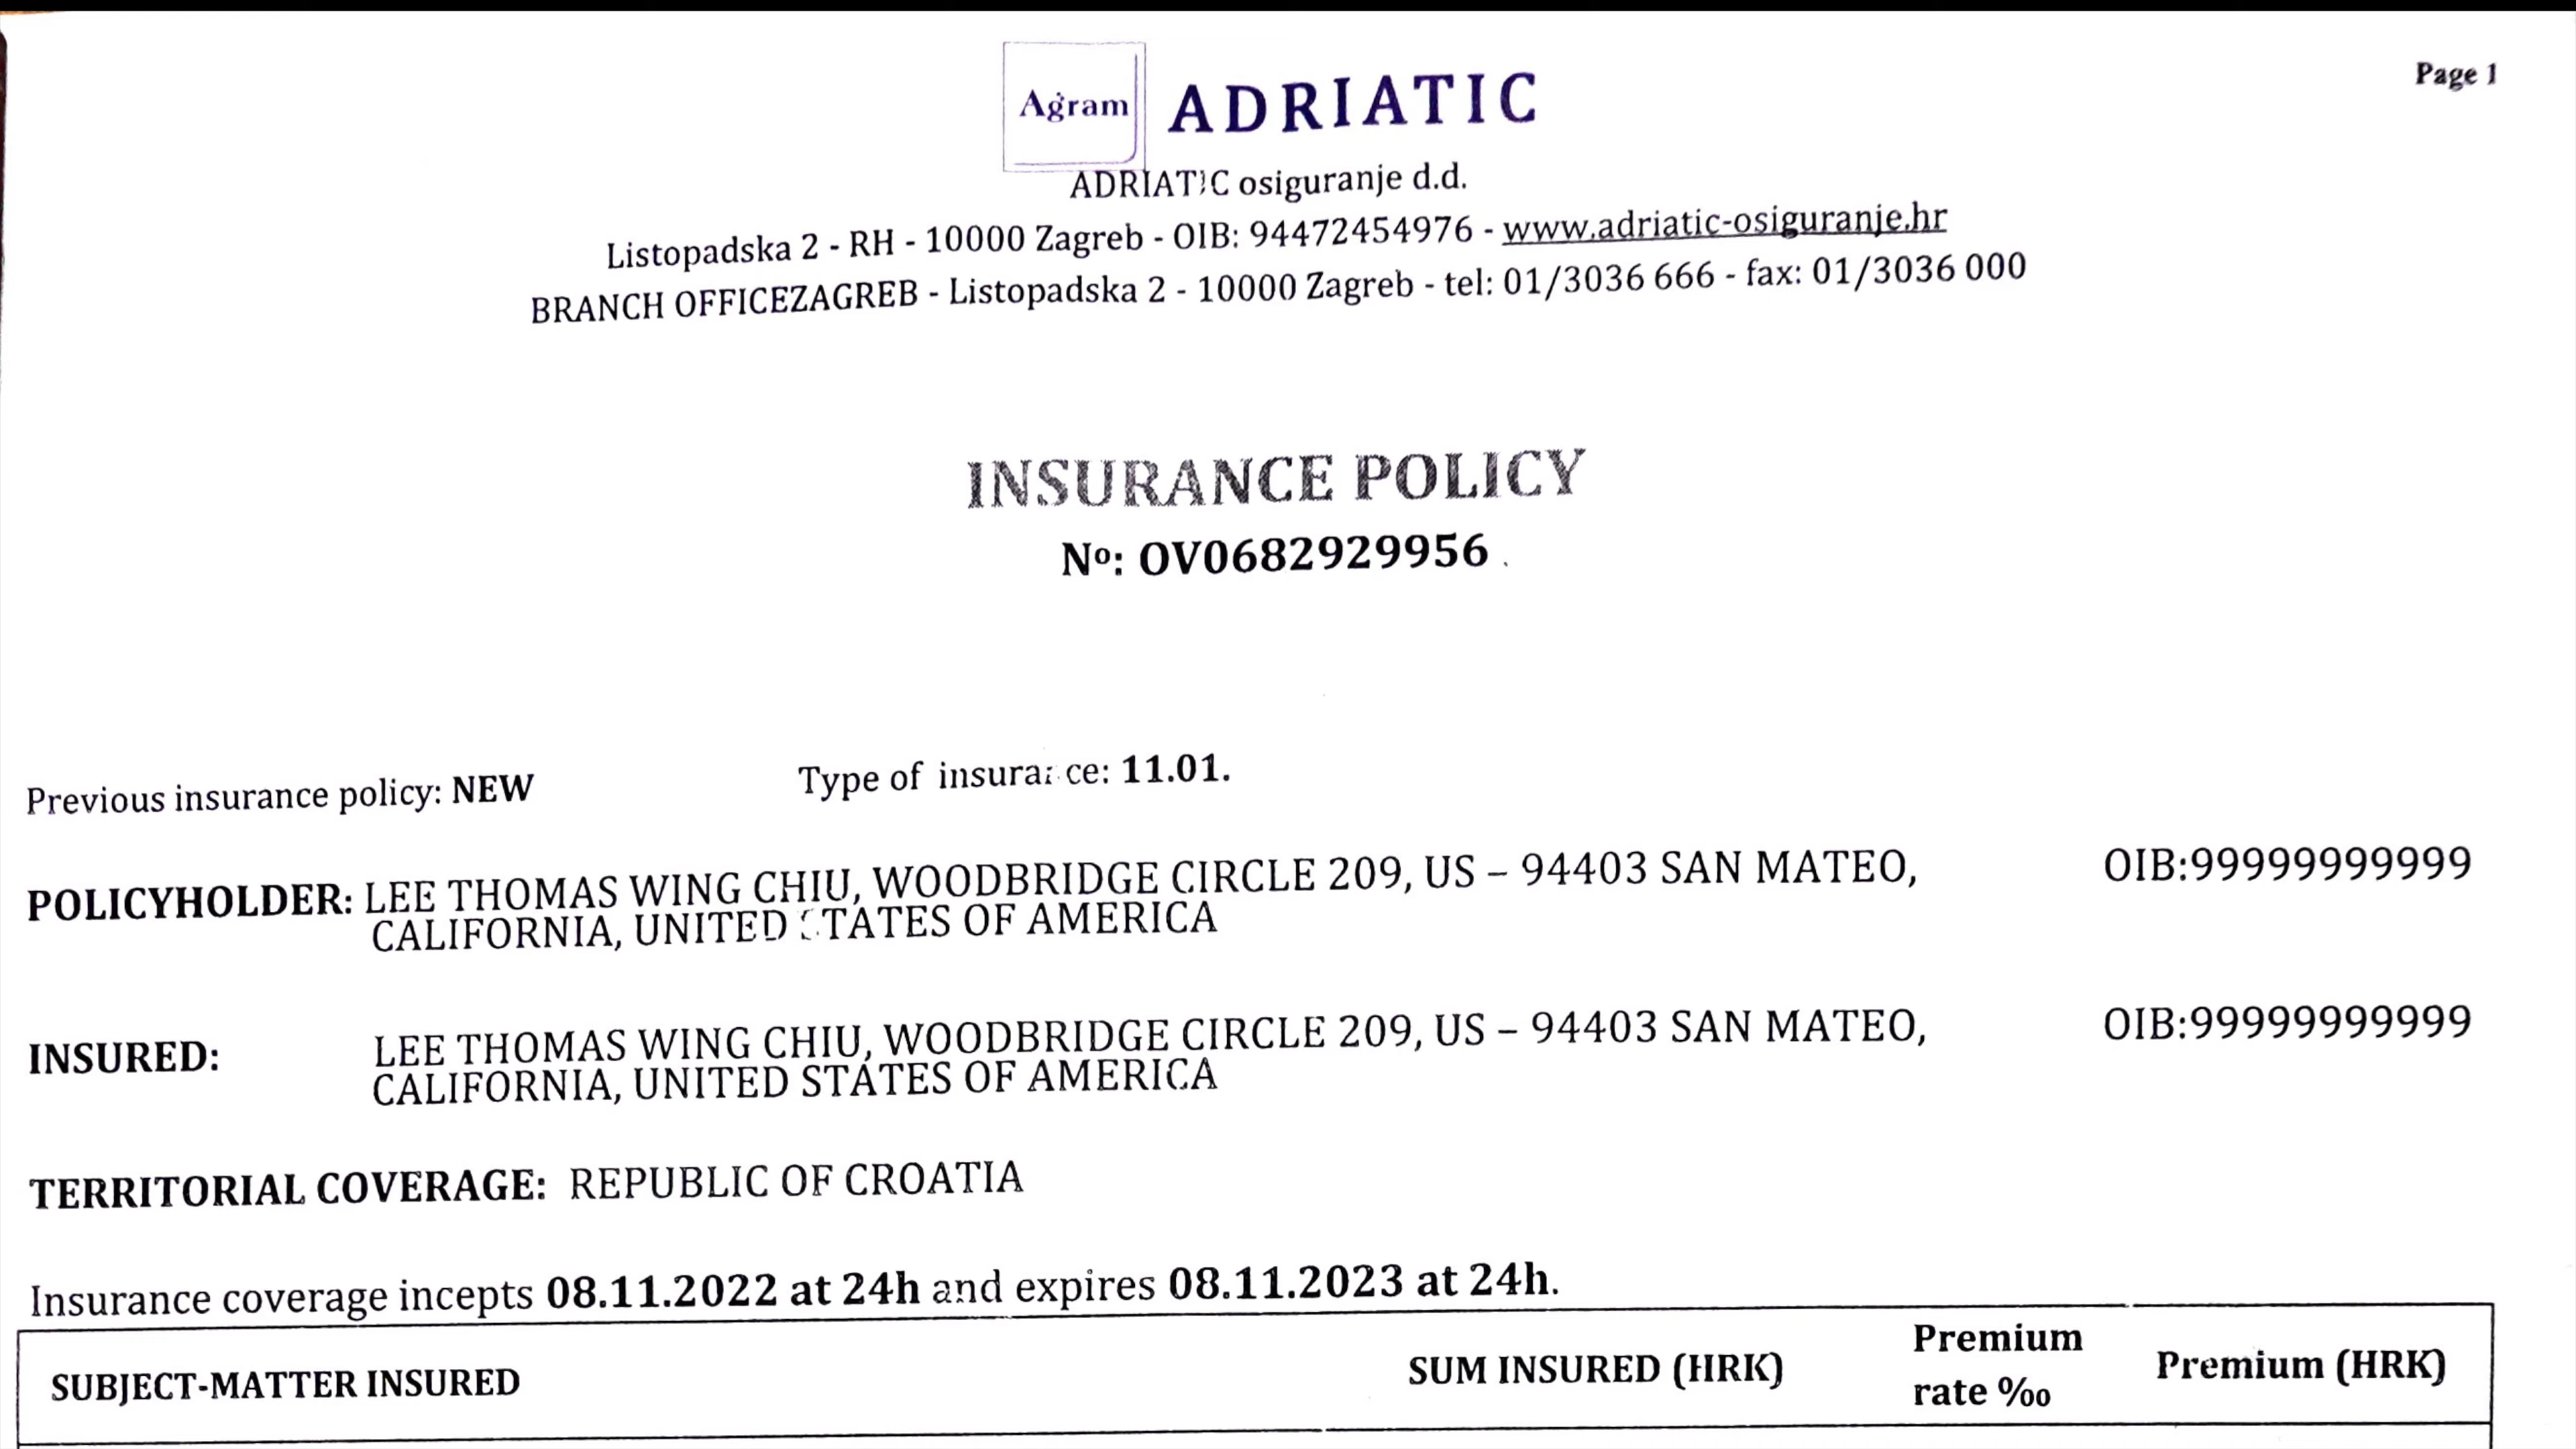 Page 1
Agram ADRIATIC
ADRIATIC osiguranje d.d.
Listopadska 2 - RH - 10000 Zagreb - OIB: 94472454976 - www.adriatic-osiguranje.hr
BRANCH OFFICEZAGREB - Listopadska 2 - 10000 Zagreb - tel: 01/3036 666 - fax: 01/3036 000
INSURANCE POLICY
Nº: OV0682929956
Previous insurance policy: NEW Type of insurance: 11.01.
POLICYHOLDER: LEE THOMAS WING CHIU, WOODBRIDGE CIRCLE 209, US – 94403 SAN MATEO, OIB:99999999999
CALIFORNIA, UNITED STATES OF AMERICA
INSURED: LEE THOMAS WING CHIU, WOODBRIDGE CIRCLE 209, US – 94403 SAN MATEO, OIB:99999999999
CALIFORNIA, UNITED STATES OF AMERICA
TERRITORIAL COVERAGE: REPUBLIC OF CROATIA
Insurance coverage incepts 08.11.2022 at 24h and expires 08.11.2023 at 24h.
SUBJECT-MATTER INSURED SUM INSURED (HRK) Premium rate ‰ Premium (HRK)